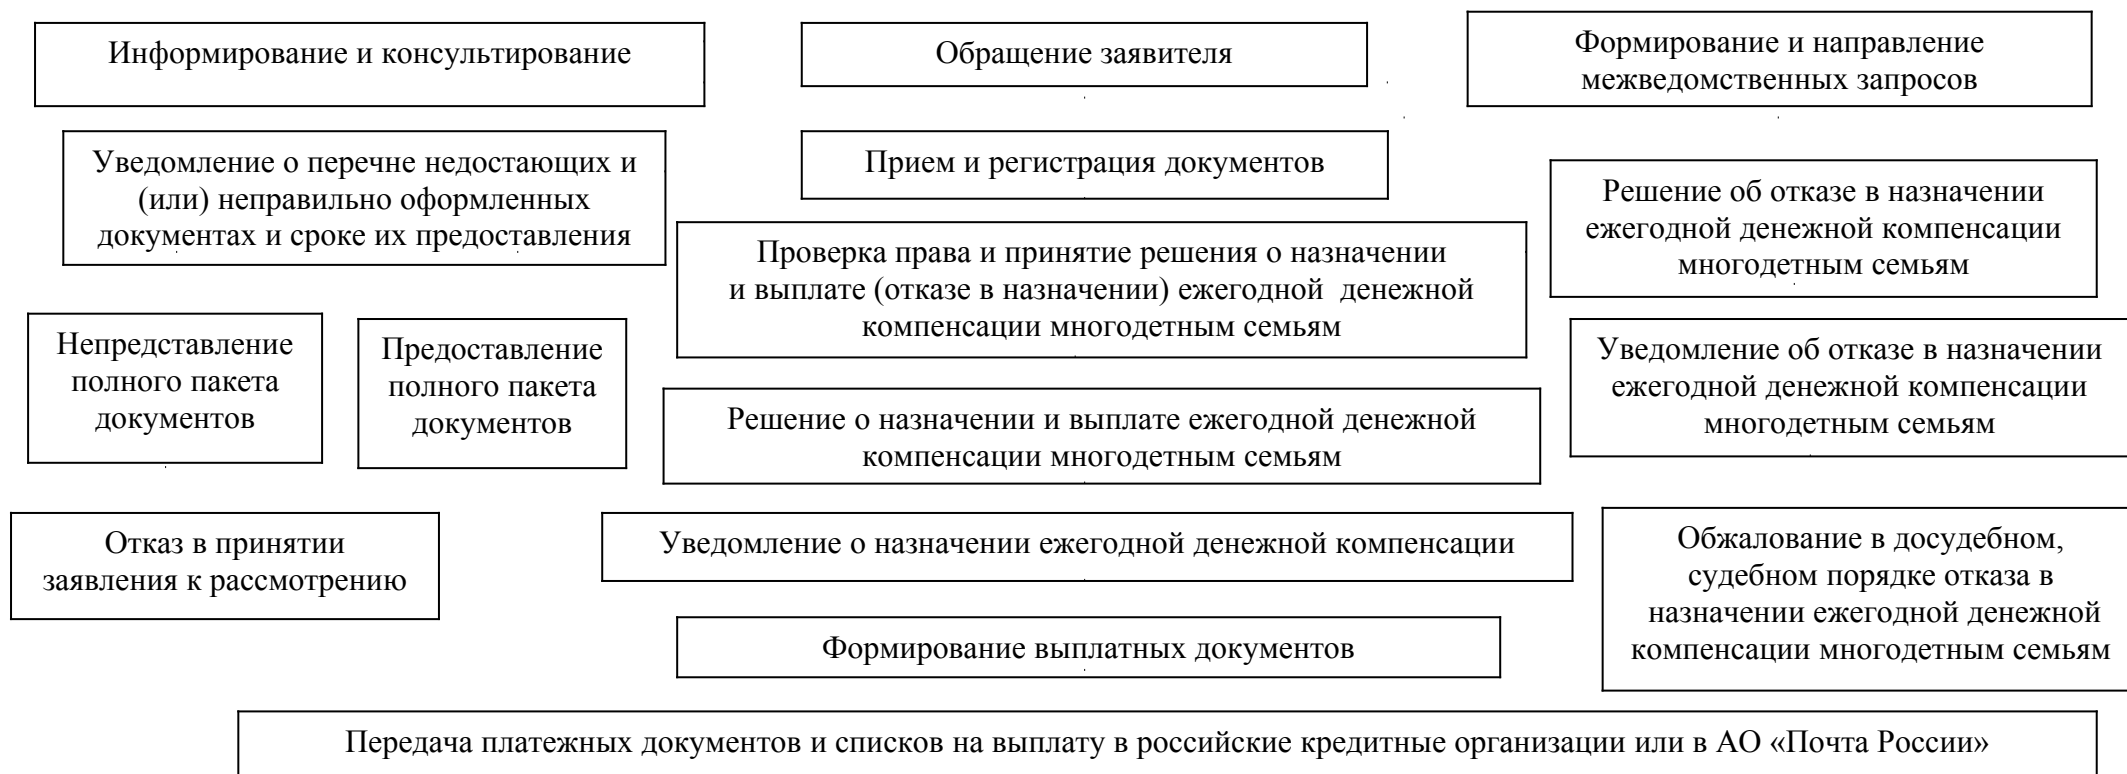 Информирование и консультирование
Обращение заявителя
Формирование и направление
межведомственных запросов
Уведомление о перечне недостающих и
(или) неправильно оформленных
документах и сроке их предоставления
Прием и регистрация документов
Решение об отказе в назначении
ежегодной денежной компенсации
многодетным семьям
Проверка права и принятие решения о назначении
и выплате (отказе в назначении) ежегодной денежной
компенсации многодетным семьям
Непредставление
полного пакета
документов
Предоставление
полного пакета
документов
Уведомление об отказе в назначении
ежегодной денежной компенсации
многодетным семьям
Решение о назначении и выплате ежегодной денежной
компенсации многодетным семьям
Отказ в принятии
заявления к рассмотрению
Уведомление о назначении ежегодной денежной компенсации
Обжалование в досудебном,
судебном порядке отказа в
назначении ежегодной денежной
компенсации многодетным семьям
Формирование выплатных документов
Передача платежных документов и списков на выплату в российские кредитные организации или в АО «Почта России»